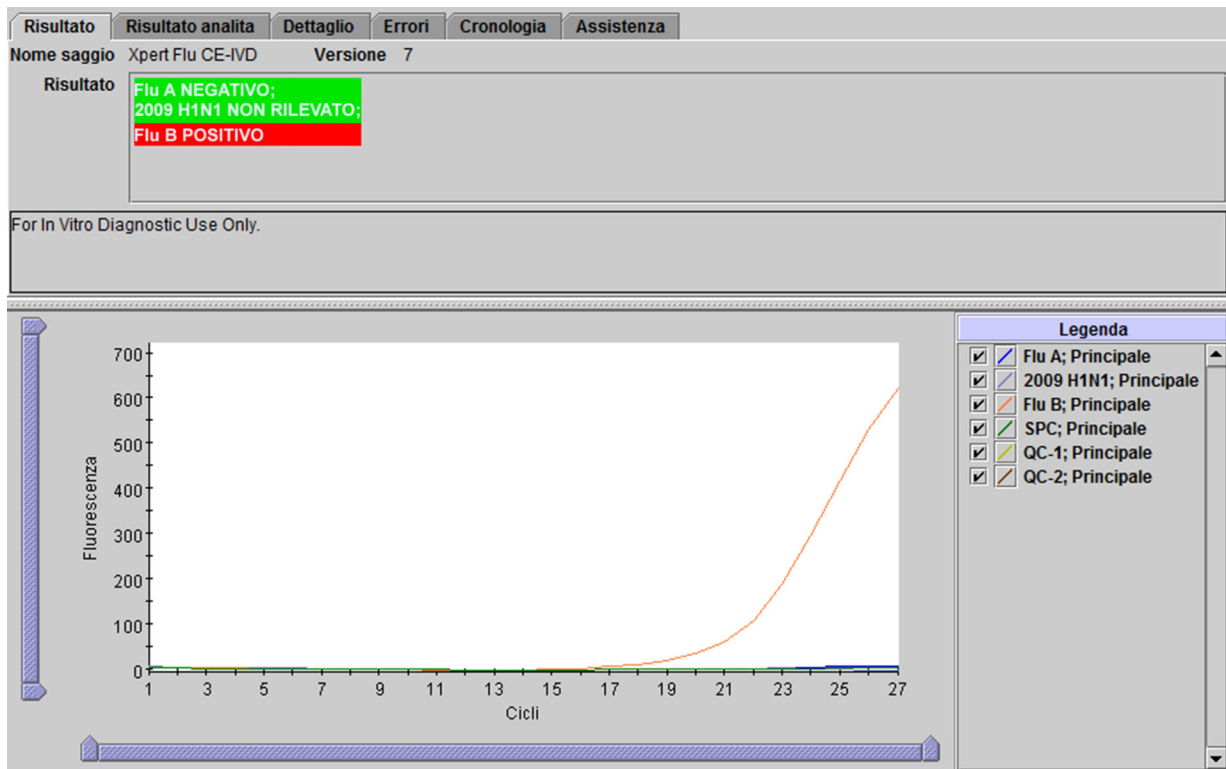 Risultato Risultato analita Dettaglio Errori Cronologia Assistenza
Nome saggio Xpert Flu CE-IVD Versione 7
Risultato
Flu A NEGATIVO;
2009 H1N1 NON RILEVATO;
Flu B POSITIVO
For In Vitro Diagnostic Use Only.
Fluorescenza
700
600
500
400
300
200
100
0
1 3 5 7 9 11 13 15 17 19 21 23 25 27
Cicli
Legenda
Flu A; Principale
2009 H1N1; Principale
Flu B; Principale
SPC; Principale
QC-1; Principale
QC-2; Principale